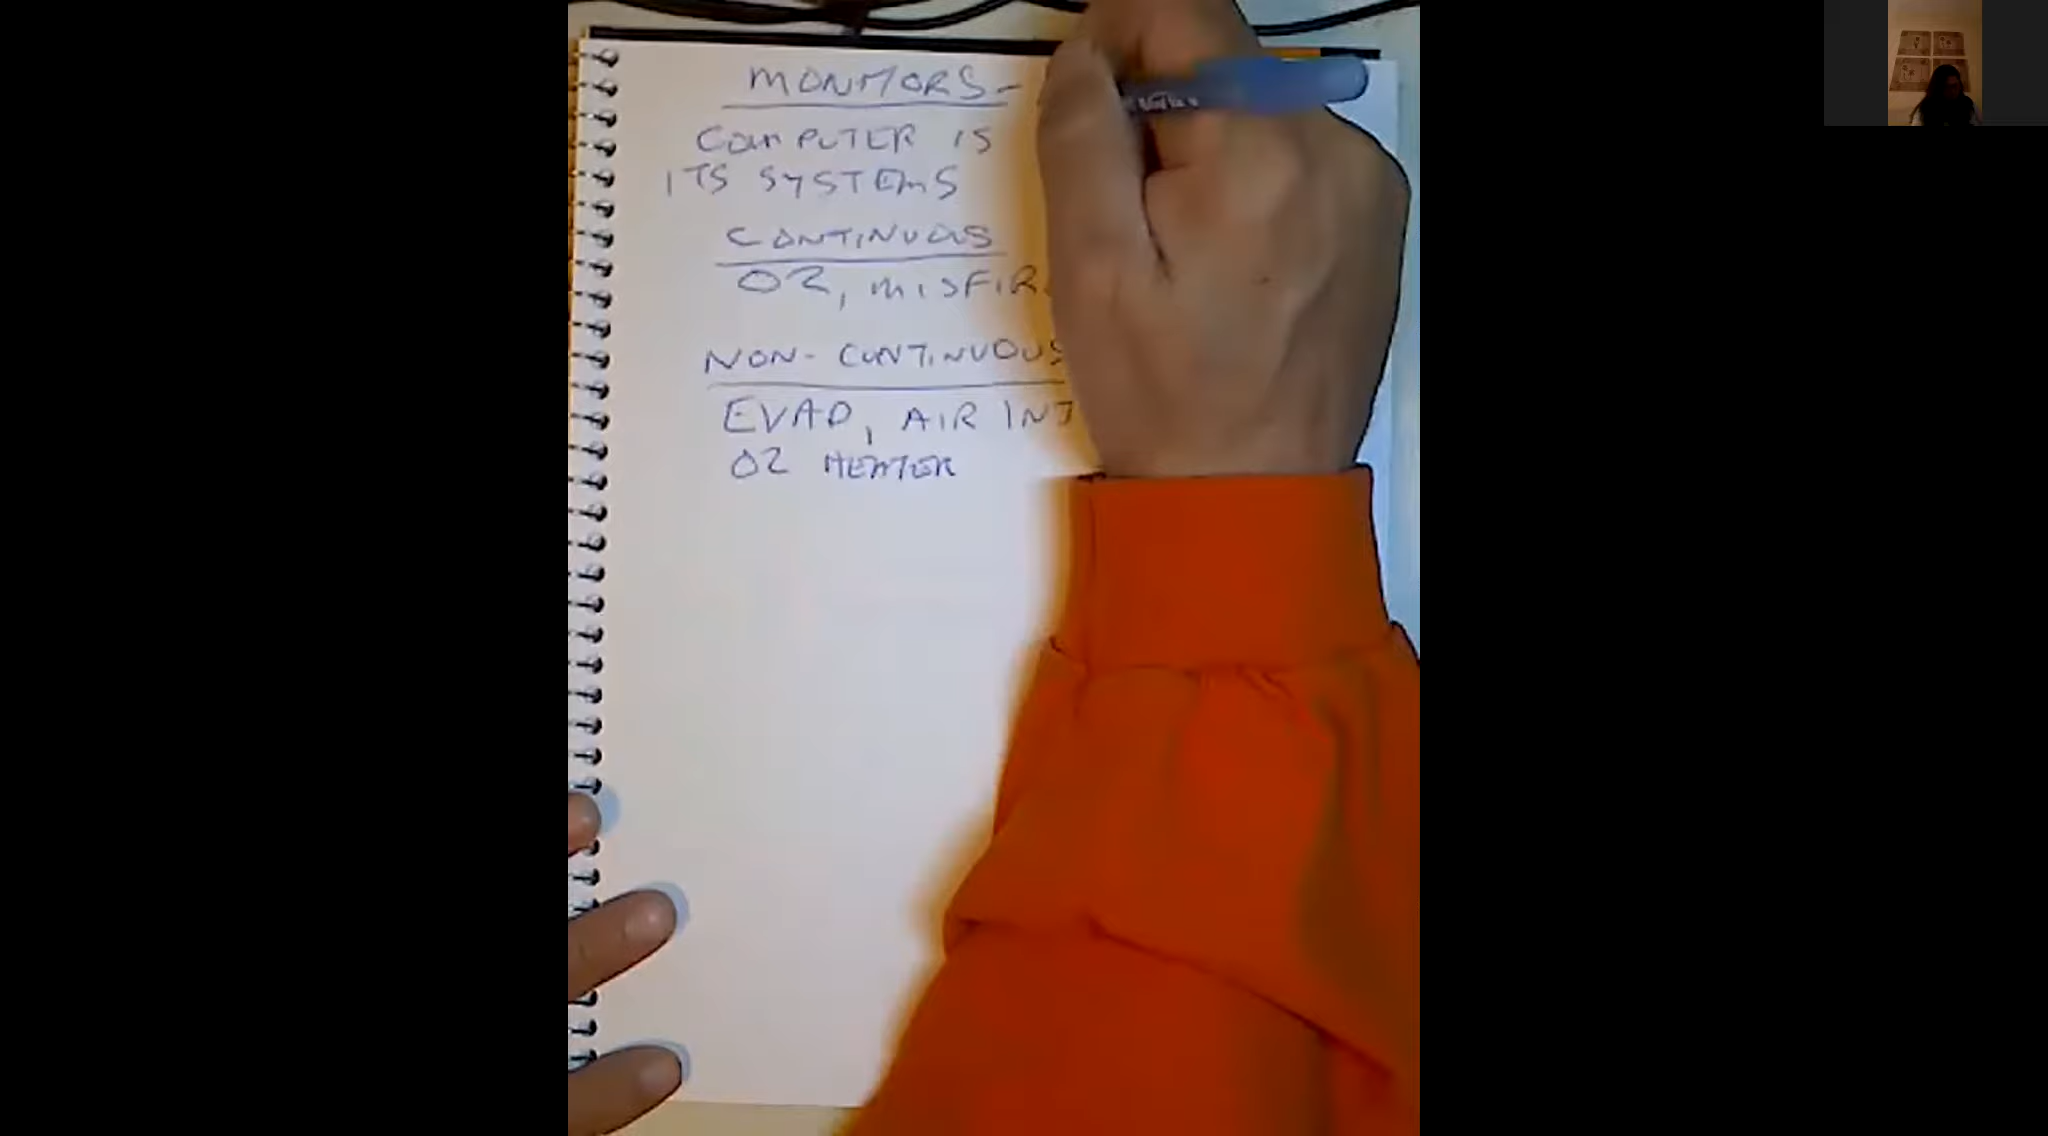 MONITORS-
COMPUTER IS
ITS SYSTEMS
CONTINUOUS
O2, MISFIR
NON-CONTINUOUS
EVAP, AIR INJ
O2 HEATER